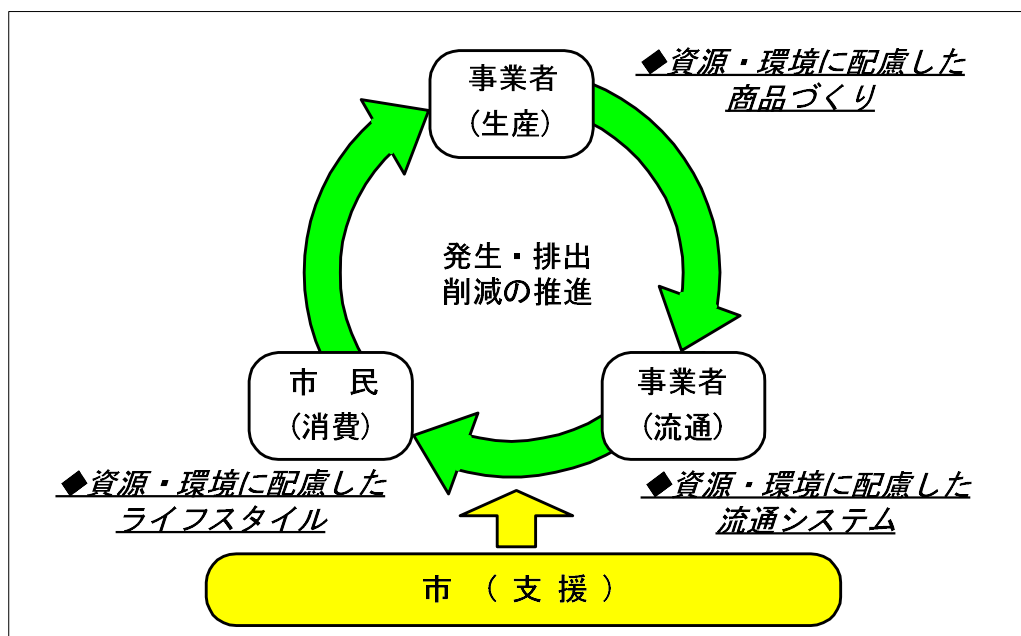 事業者
(生産)
◆資源・環境に配慮した
商品づくり
発生・排出
削減の推進
市　民
(消費)
事業者
(流通)
◆資源・環境に配慮した
ライフスタイル
◆資源・環境に配慮した
流通システム
市 （ 支 援 ）